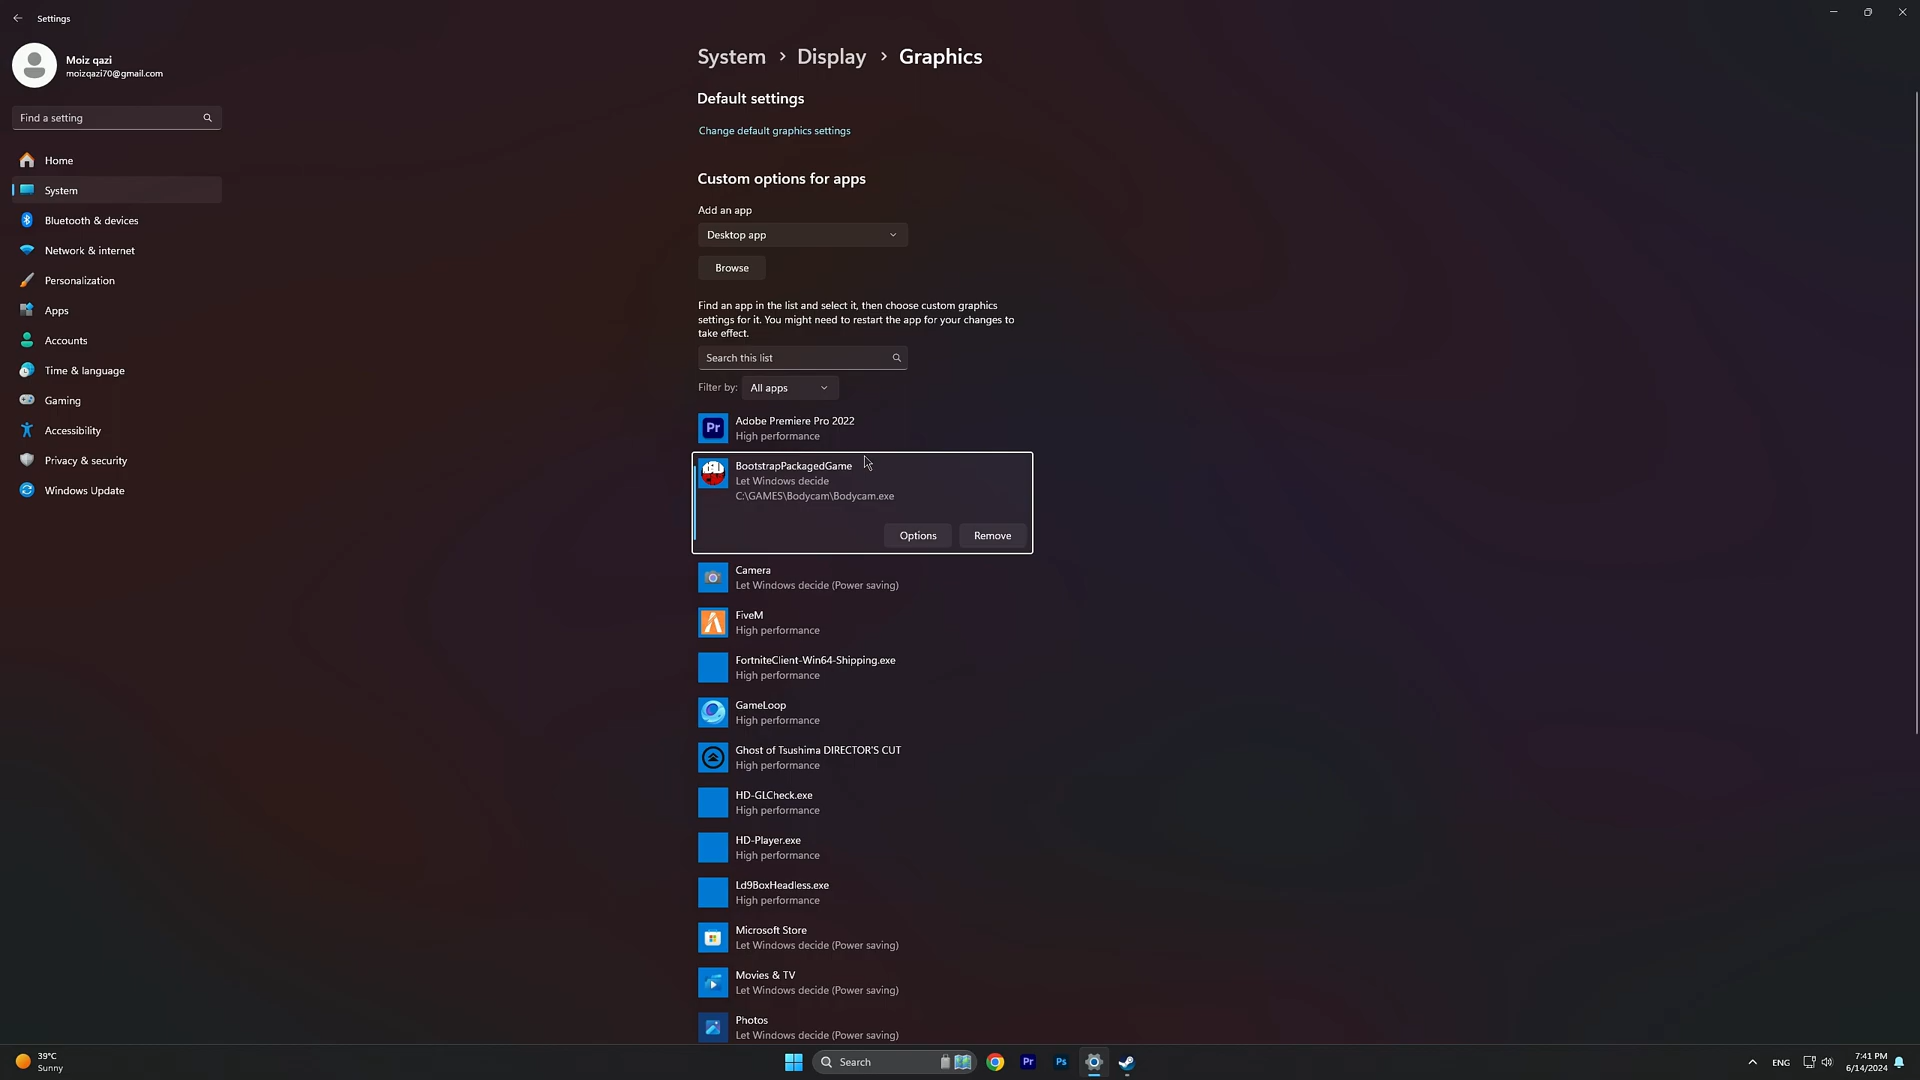 Settings
Moiz qazi
moizqazi70@gmail.com
Find a setting
Home
System
Bluetooth & devices
Network & internet
Personalization
Apps
Accounts
Time & language
Gaming
Accessibility
Privacy & security
Windows Update
System > Display > Graphics
Default settings
Change default graphics settings
Custom options for apps
Add an app
Desktop app
Browse
Find an app in the list and select it, then choose custom graphics
settings for it. You might need to restart the app for your changes to
take effect.
Search this list
Filter by: All apps
Pr Adobe Premiere Pro 2022
High performance
BootstrapPackagedGame
Let Windows decide
C:\GAMES\Bodycam\Bodycam.exe
Options Remove
Camera
Let Windows decide (Power saving)
FiveM
High performance
FortniteClient-Win64-Shipping.exe
High performance
GameLoop
High performance
Ghost of Tsushima DIRECTOR'S CUT
High performance
HD-GLCheck.exe
High performance
HD-Player.exe
High performance
Ld9BoxHeadless.exe
High performance
Microsoft Store
Let Windows decide (Power saving)
Movies & TV
Let Windows decide (Power saving)
Photos
Let Windows decide (Power saving)
39°C
Sunny
Search
Pr
Ps
ENG
7:41 PM
6/14/2024